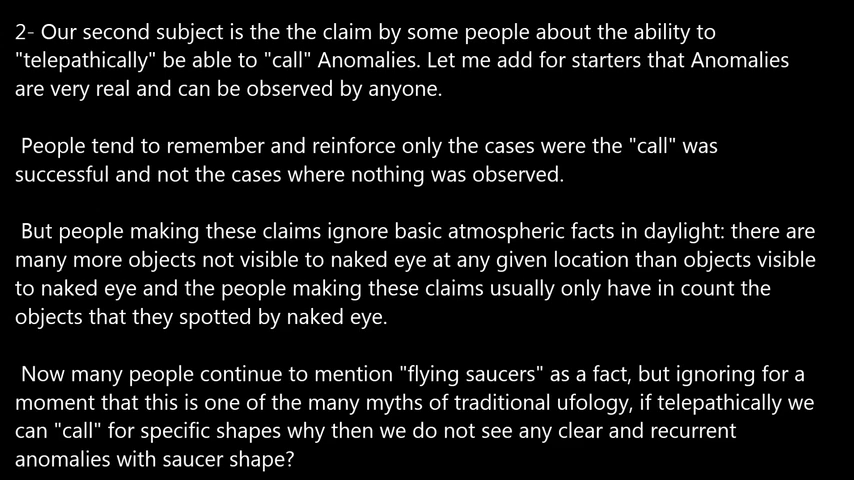 2- Our second subject is the the claim by some people about the ability to
"telepathically" be able to "call" Anomalies. Let me add for starters that Anomalies
are very real and can be observed by anyone.
People tend to remember and reinforce only the cases were the "call" was
successful and not the cases where nothing was observed.
But people making these claims ignore basic atmospheric facts in daylight: there are
many more objects not visible to naked eye at any given location than objects visible
to naked eye and the people making these claims usually only have in count the
objects that they spotted by naked eye.
Now many people continue to mention "flying saucers" as a fact, but ignoring for a
moment that this is one of the many myths of traditional ufology, if telepathically we
can "call" for specific shapes why then we do not see any clear and recurrent
anomalies with saucer shape?